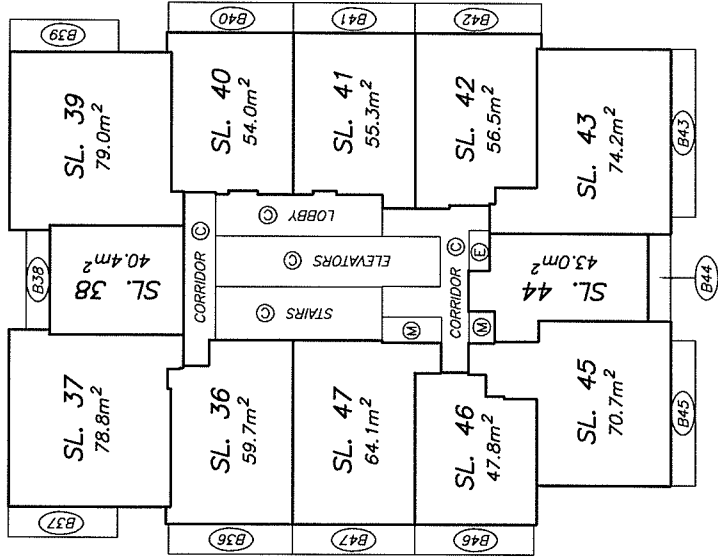 B39
B40
B41
B42
SL. 39
79.0m²
SL. 40
54.0m²
SL. 41
55.3m²
SL. 42
56.5m²
SL. 43
74.2m²
B43
B38
SL. 38
40.4m²
CORRIDOR C
LOBBY C
ELEVATORS C
STAIRS C
M
CORRIDOR C
E
M
SL. 44
43.0m²
B44
SL. 37
78.8m²
SL. 36
59.7m²
SL. 47
64.1m²
SL. 46
47.8m²
SL. 45
70.7m²
B45
B37
B36
B47
B46